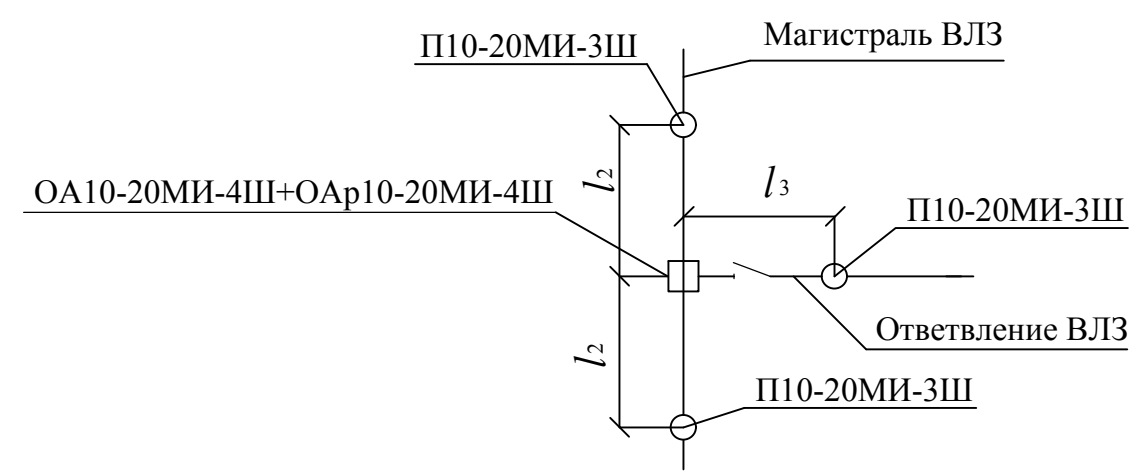 Магистраль ВЛЗ
П10-20МИ-3Ш
l2
ОА10-20МИ-4Ш+ОАр10-20МИ-4Ш
l3
П10-20МИ-3Ш
Ответвление ВЛЗ
l2
П10-20МИ-3Ш